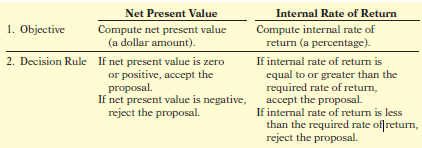 Net Present Value
Internal Rate of Return
1. Objective
Compute net present value
(a dollar amount).
Compute internal rate of
return (a percentage).
2. Decision Rule
If net present value is zero
or positive, accept the
proposal.
If net present value is negative,
reject the proposal.
If internal rate of return is
equal to or greater than the
required rate of return,
accept the proposal.
If internal rate of return is less
than the required rate of return,
reject the proposal.